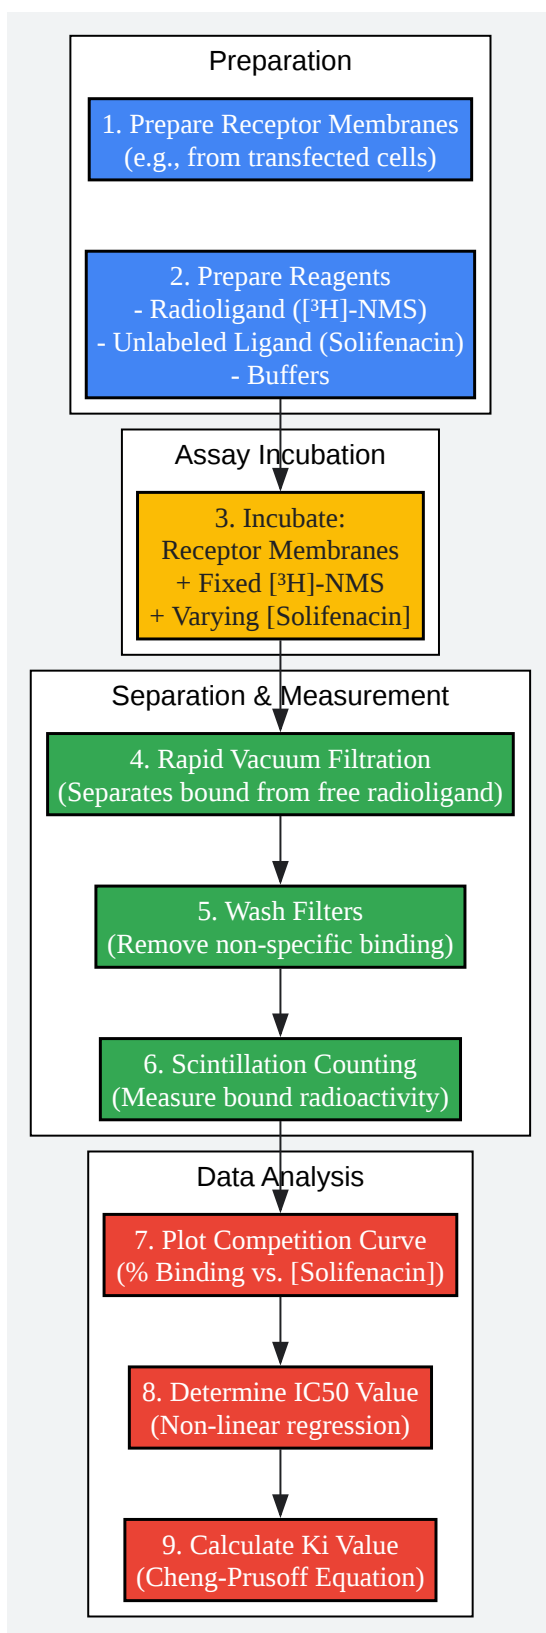 Preparation
1. Prepare Receptor Membranes
(e.g., from transfected cells)
2. Prepare Reagents
- Radioligand ([³H]-NMS)
- Unlabeled Ligand (Solifenacin)
- Buffers
Assay Incubation
3. Incubate:
Receptor Membranes
+ Fixed [³H]-NMS
+ Varying [Solifenacin]
Separation & Measurement
4. Rapid Vacuum Filtration
(Separates bound from free radioligand)
5. Wash Filters
(Remove non-specific binding)
6. Scintillation Counting
(Measure bound radioactivity)
Data Analysis
7. Plot Competition Curve
(% Binding vs. [Solifenacin])
8. Determine IC50 Value
(Non-linear regression)
9. Calculate Ki Value
(Cheng-Prusoff Equation)